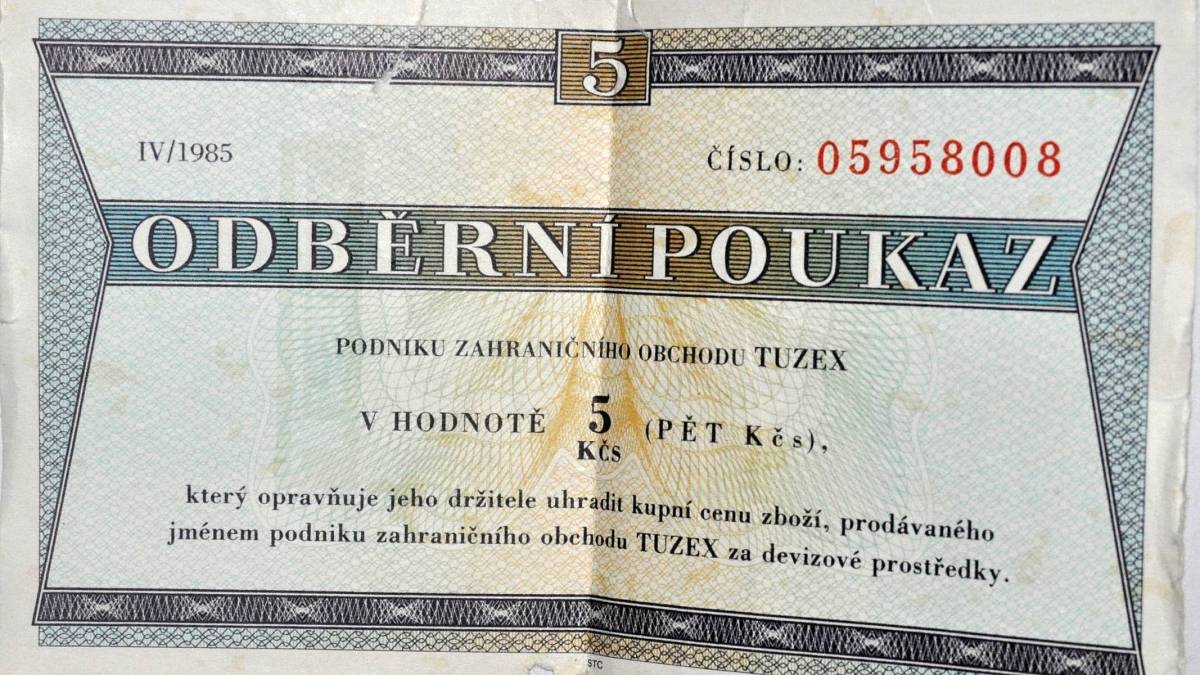 5
IV/1985
ČÍSLO: 05958008
ODBĚRNÍ POUKAZ
PODNIKU ZAHRANIČNÍHO OBCHODU TUZEX
V HODNOTĚ 5 KČS (PĚT Kčs),
který opravňuje jeho držitele uhradit kupní cenu zboží, prodávaného
jménem podniku zahraničního obchodu TUZEX za devizové prostředky.
STC